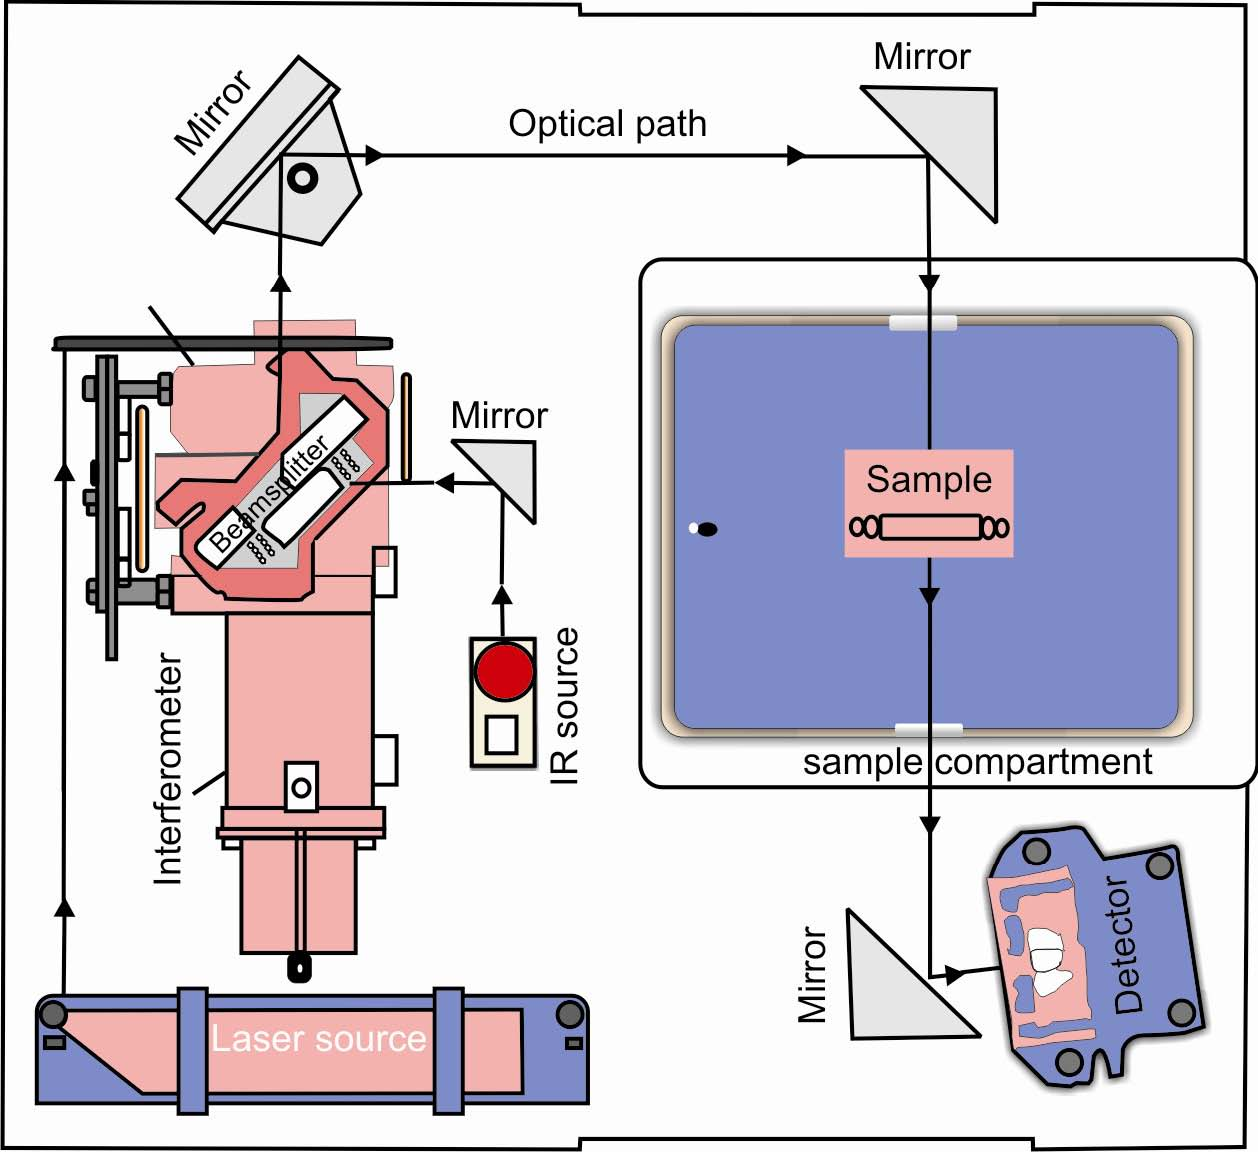 Mirror
Mirror
Optical path
Mirror
Beamsplitter
Sample
IR source
Interferometer
sample compartment
Detector
Mirror
Laser source